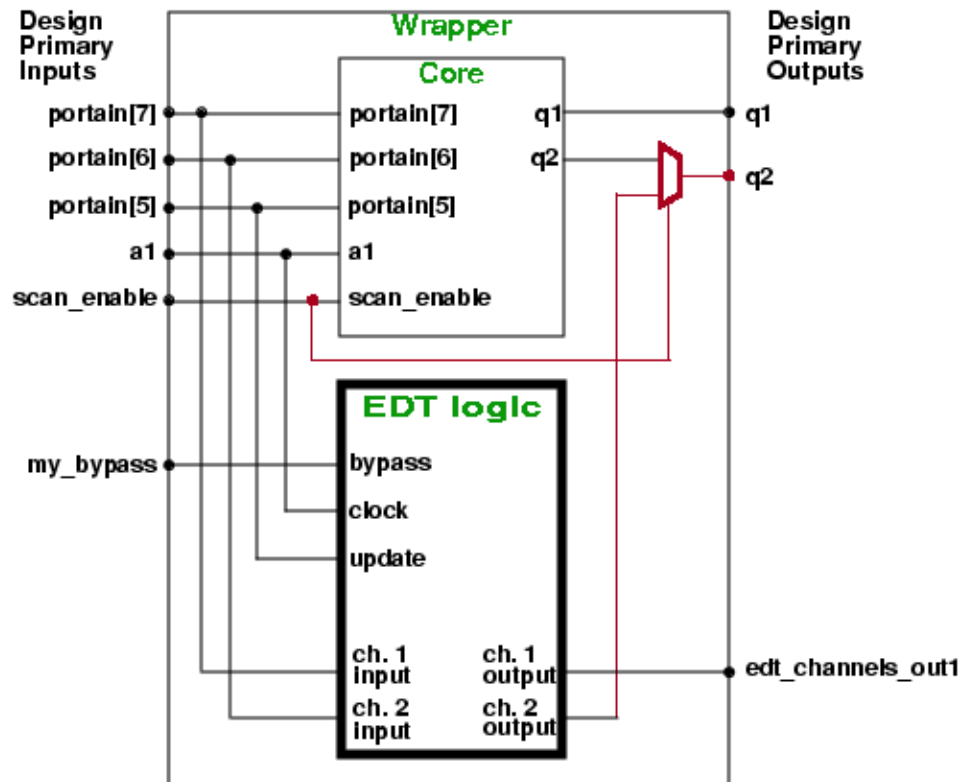 Design
Primary
Inputs
Wrapper
Design
Primary
Outputs
Core
portain[7]
portain[7]
q1
q1
portain[6]
portain[6]
q2
q2
portain[5]
portain[5]
a1
a1
scan_enable
scan_enable
EDT logic
my_bypass
bypass
clock
update
ch. 1
input
ch. 1
output
edt_channels_out1
ch. 2
input
ch. 2
output